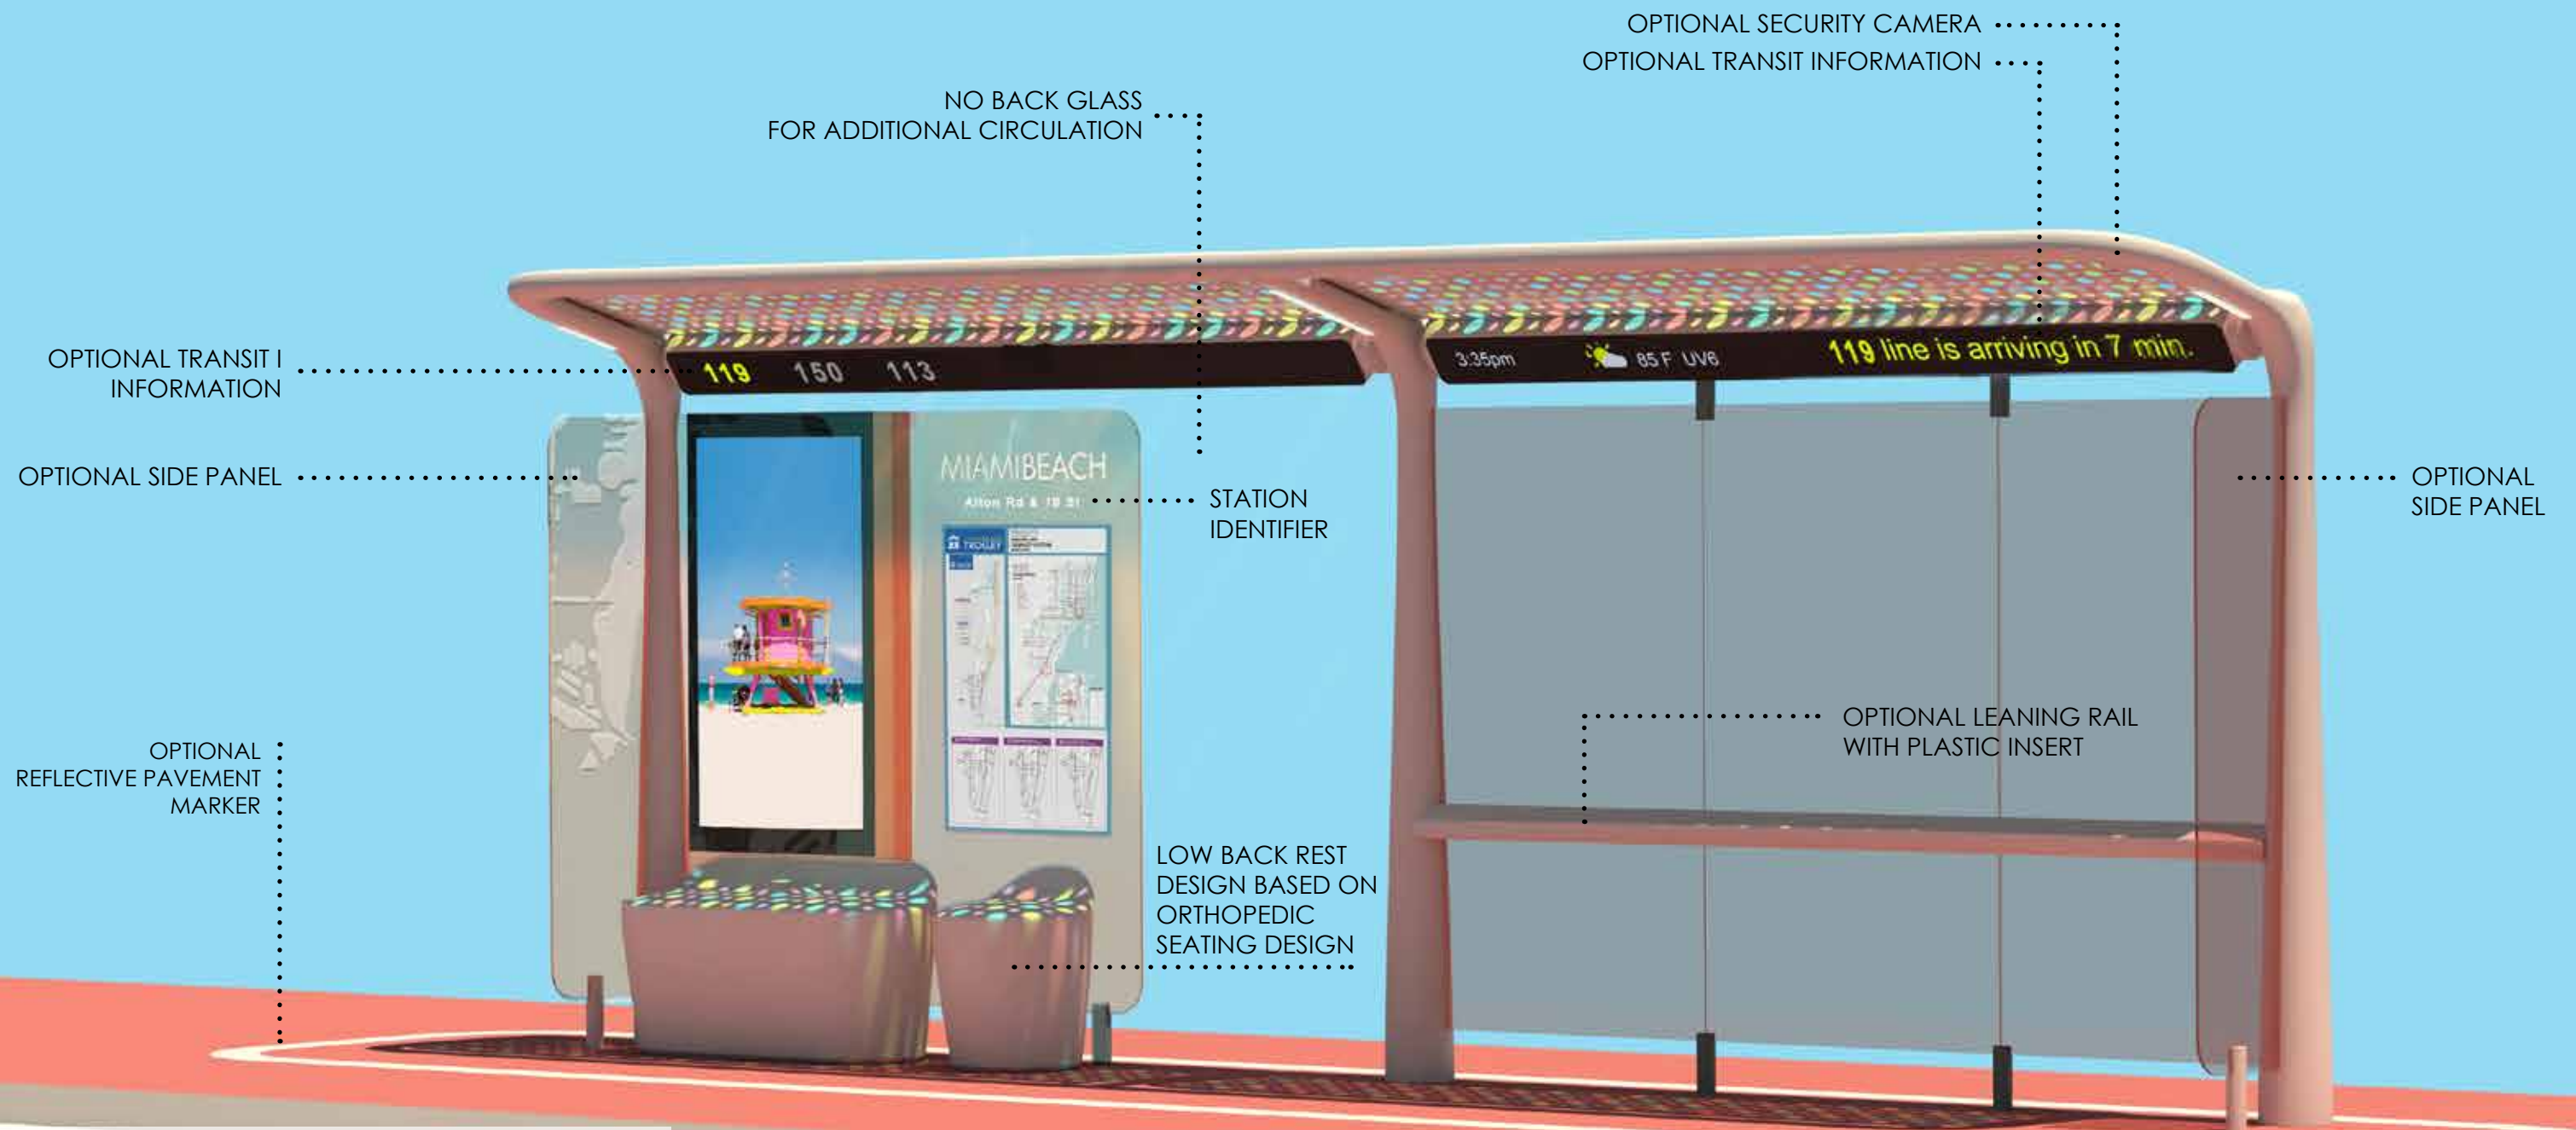 OPTIONAL SECURITY CAMERA
OPTIONAL TRANSIT INFORMATION
NO BACK GLASS
FOR ADDITIONAL CIRCULATION
OPTIONAL TRANSIT I
INFORMATION
119 150 113
3:35pm 85 F UV6 119 line is arriving in 7 min.
OPTIONAL SIDE PANEL
MIAMIBEACH
Alton Rd &
STATION
IDENTIFIER
OPTIONAL
SIDE PANEL
TROLLEY
OPTIONAL LEANING RAIL
WITH PLASTIC INSERT
OPTIONAL
REFLECTIVE PAVEMENT
MARKER
LOW BACK REST
DESIGN BASED ON
ORTHOPEDIC
SEATING DESIGN